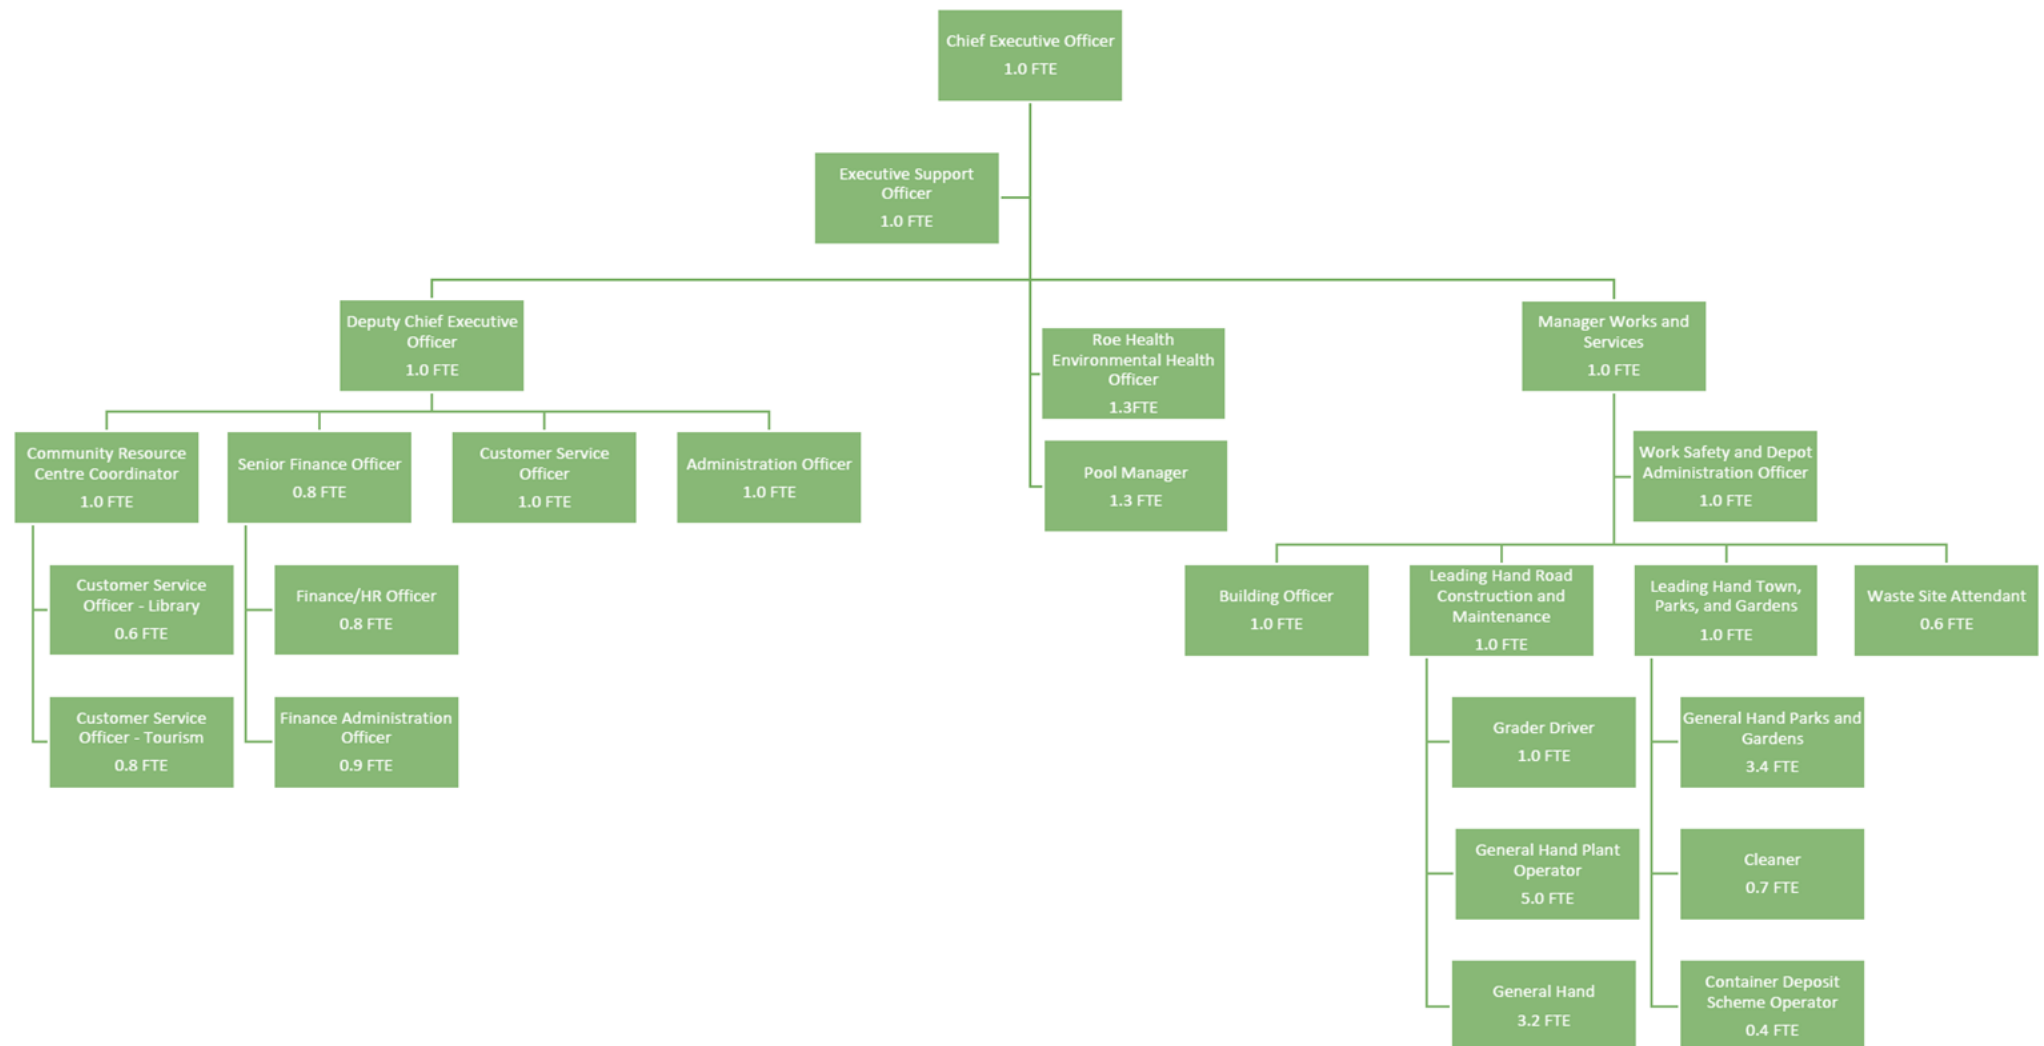 Chief Executive Officer
1.0 FTE
Executive Support
Officer
1.0 FTE
Deputy Chief Executive
Officer
1.0 FTE
Roe Health
Environmental Health
Officer
1.3FTE
Manager Works and
Services
1.0 FTE
Community Resource
Centre Coordinator
1.0 FTE
Senior Finance Officer
0.8 FTE
Customer Service
Officer
1.0 FTE
Administration Officer
1.0 FTE
Pool Manager
1.3 FTE
Work Safety and Depot
Administration Officer
1.0 FTE
Customer Service
Officer - Library
0.6 FTE
Finance/HR Officer
0.8 FTE
Building Officer
1.0 FTE
Leading Hand Road
Construction and
Maintenance
1.0 FTE
Leading Hand Town,
Parks, and Gardens
1.0 FTE
Waste Site Attendant
0.6 FTE
Customer Service
Officer - Tourism
0.8 FTE
Finance Administration
Officer
0.9 FTE
Grader Driver
1.0 FTE
General Hand Parks and
Gardens
3.4 FTE
General Hand Plant
Operator
5.0 FTE
Cleaner
0.7 FTE
General Hand
3.2 FTE
Container Deposit
Scheme Operator
0.4 FTE